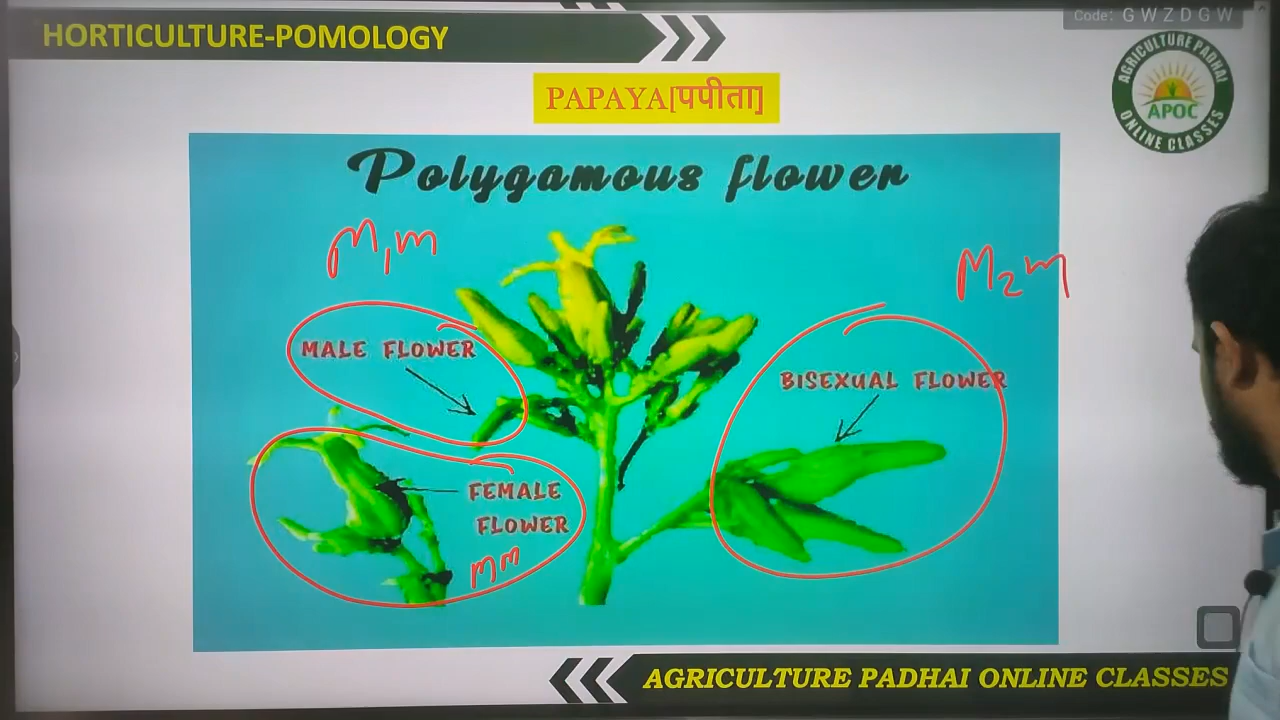 HORTICULTURE-POMOLOGY
Code: G W Z D G W
AGRICULTURE PADHAI
APOC
ONLINE CLASSES
PAPAYA[पपीता]
Polygamous flower
M1m
M2m
MALE FLOWER
BISEXUAL FLOWER
FEMALE
FLOWER
mm
AGRICULTURE PADHAI ONLINE CLASSES